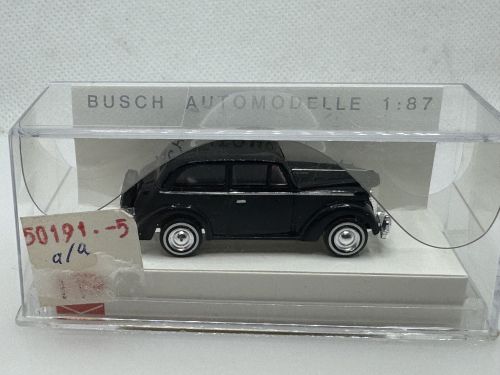 BUSCH AUTOMODELLE 1:87
50191.-5
a/a